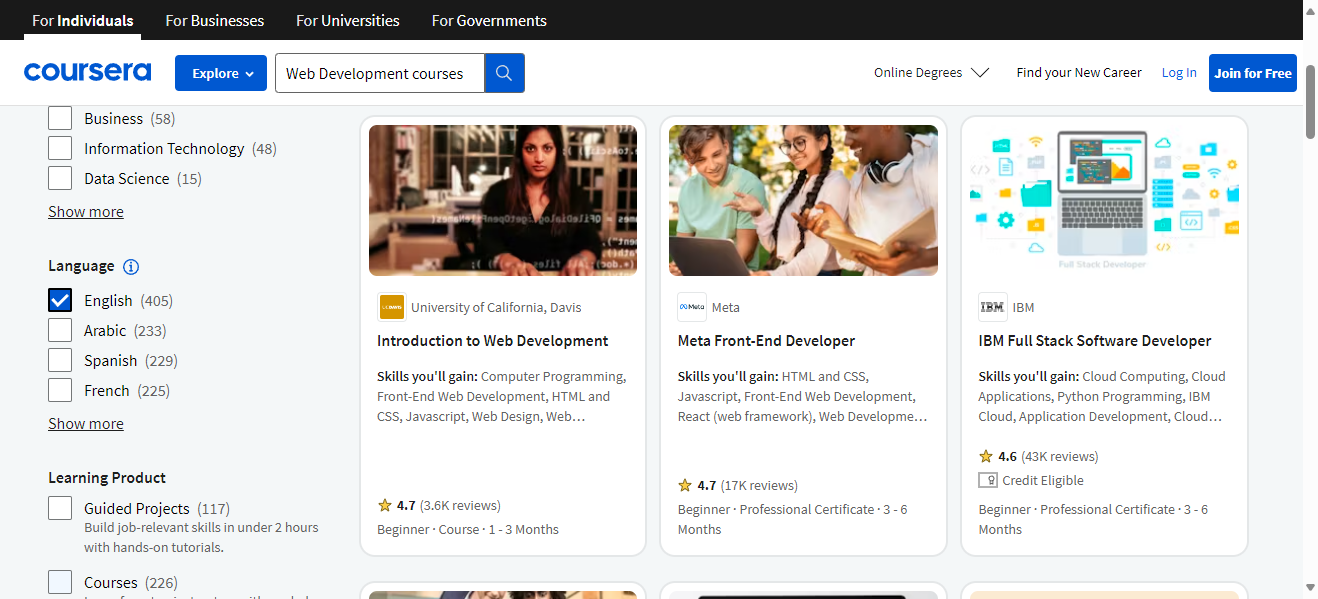 For Individuals
For Businesses
For Universities
For Governments
coursera
Explore
Web Development courses
Online Degrees
Find your New Career
Log In
Join for Free
Business (58)
Information Technology (48)
Data Science (15)
Show more
Language
English (405)
Arabic (233)
Spanish (229)
French (225)
Show more
Learning Product
Guided Projects (117)
Build job-relevant skills in under 2 hours
with hands-on tutorials.
Courses (226)
University of California, Davis
Introduction to Web Development
Skills you'll gain: Computer Programming,
Front-End Web Development, HTML and
CSS, Javascript, Web Design, Web…
4.7 (3.6K reviews)
Beginner · Course · 1 - 3 Months
Meta
Meta
Meta Front-End Developer
Skills you'll gain: HTML and CSS,
Javascript, Front-End Web Development,
React (web framework), Web Developme…
4.7 (17K reviews)
Beginner · Professional Certificate · 3 - 6
Months
Full Stack Developer
IBM
IBM
IBM Full Stack Software Developer
Skills you'll gain: Cloud Computing, Cloud
Applications, Python Programming, IBM
Cloud, Application Development, Cloud…
4.6 (43K reviews)
Credit Eligible
Beginner · Professional Certificate · 3 - 6
Months